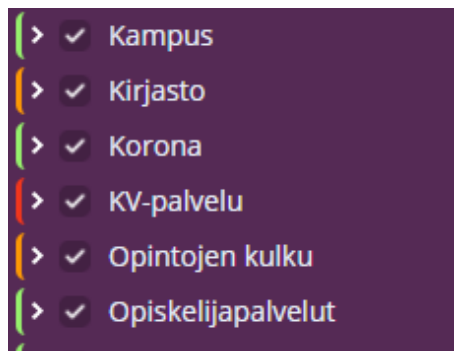 Kampus
Kirjasto
Korona
KV-palvelu
Opintojen kulku
Opiskelijapalvelut